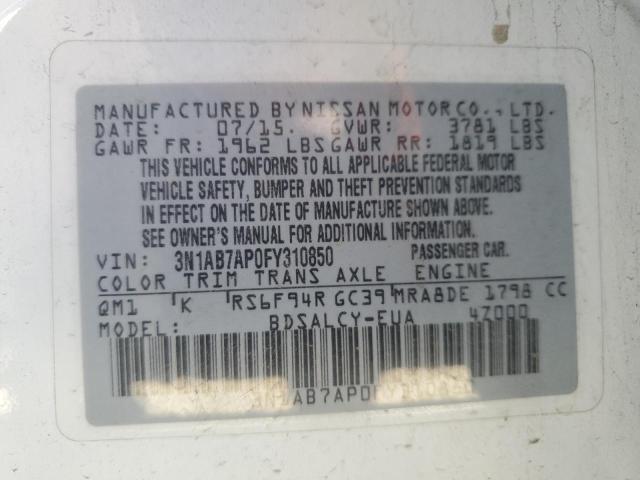 MANUFACTURED BY NISSAN MOTOR CO., LTD.
DATE: 07/15. GVWR: 3781 LBS
GAWR FR: 1962 LBS GAWR RR: 1819 LBS
THIS VEHICLE CONFORMS TO ALL APPLICABLE FEDERAL MOTOR
VEHICLE SAFETY, BUMPER AND THEFT PREVENTION STANDARDS
IN EFFECT ON THE DATE OF MANUFACTURE SHOWN ABOVE.
SEE OWNER'S MANUAL FOR ADDITIONAL INFORMATION.
VIN: 3N1AB7AP0FY310850 PASSENGER CAR.
COLOR TRIM TRANS AXLE ENGINE
QM1 K RS6F94R GC39 MRA8DE 1798 CC
MODEL: BDSALCY-EUA 4Z000
3N1AB7AP0FY310850